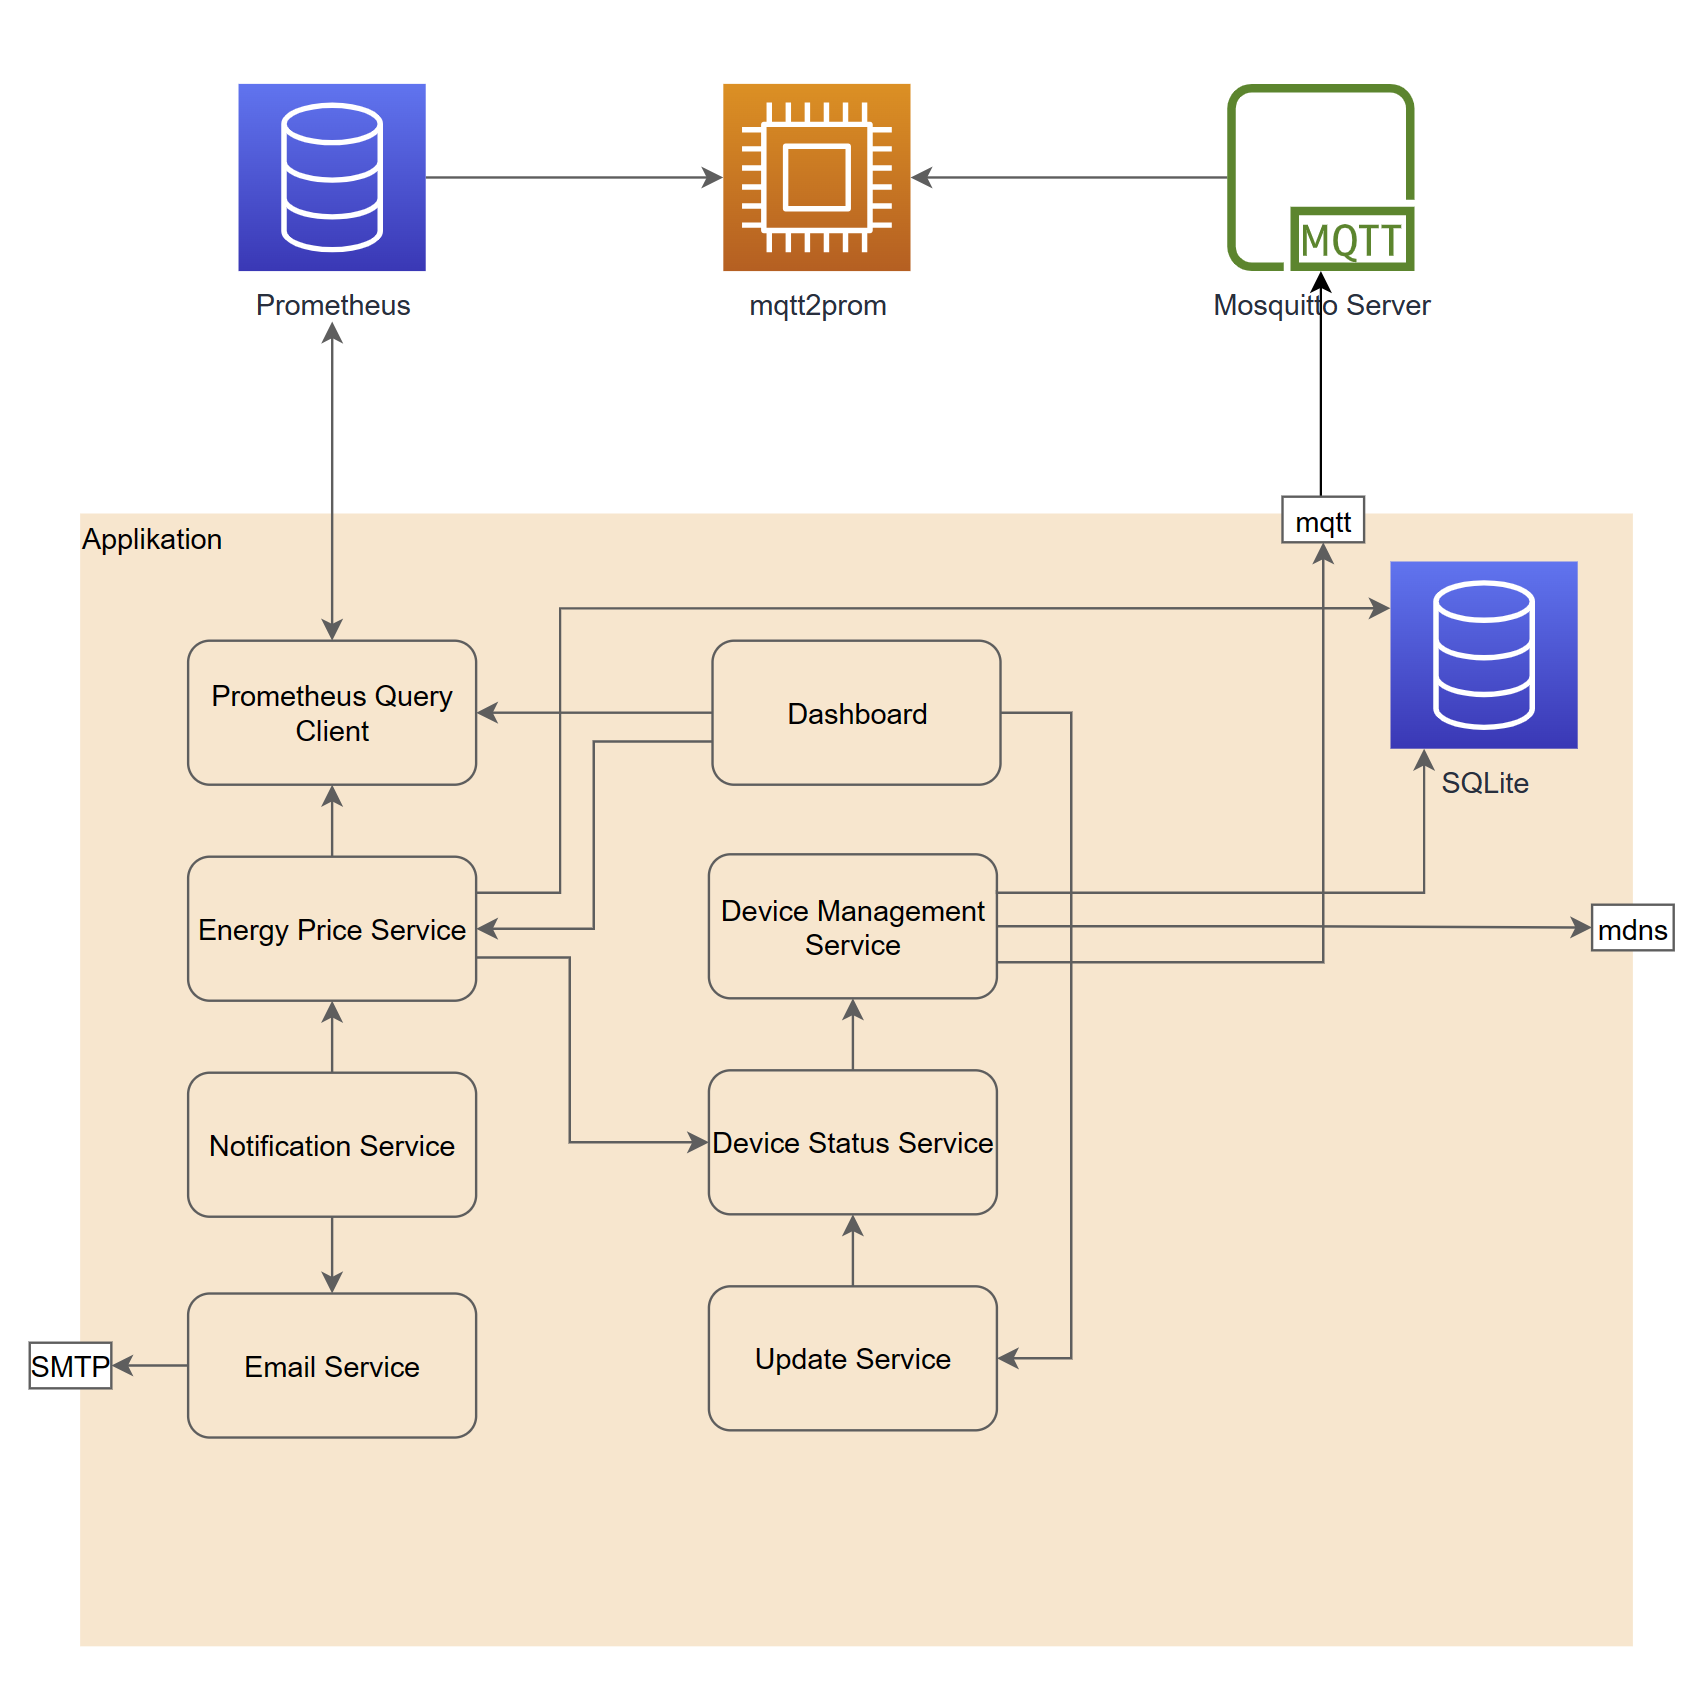 MQTT
Prometheus
mqtt2prom
Mosquitto Server
mqtt
Applikation
Prometheus Query
Client
Dashboard
SQLite
Energy Price Service
Device Management
Service
mdns
Notification Service
Device Status Service
SMTP
Email Service
Update Service